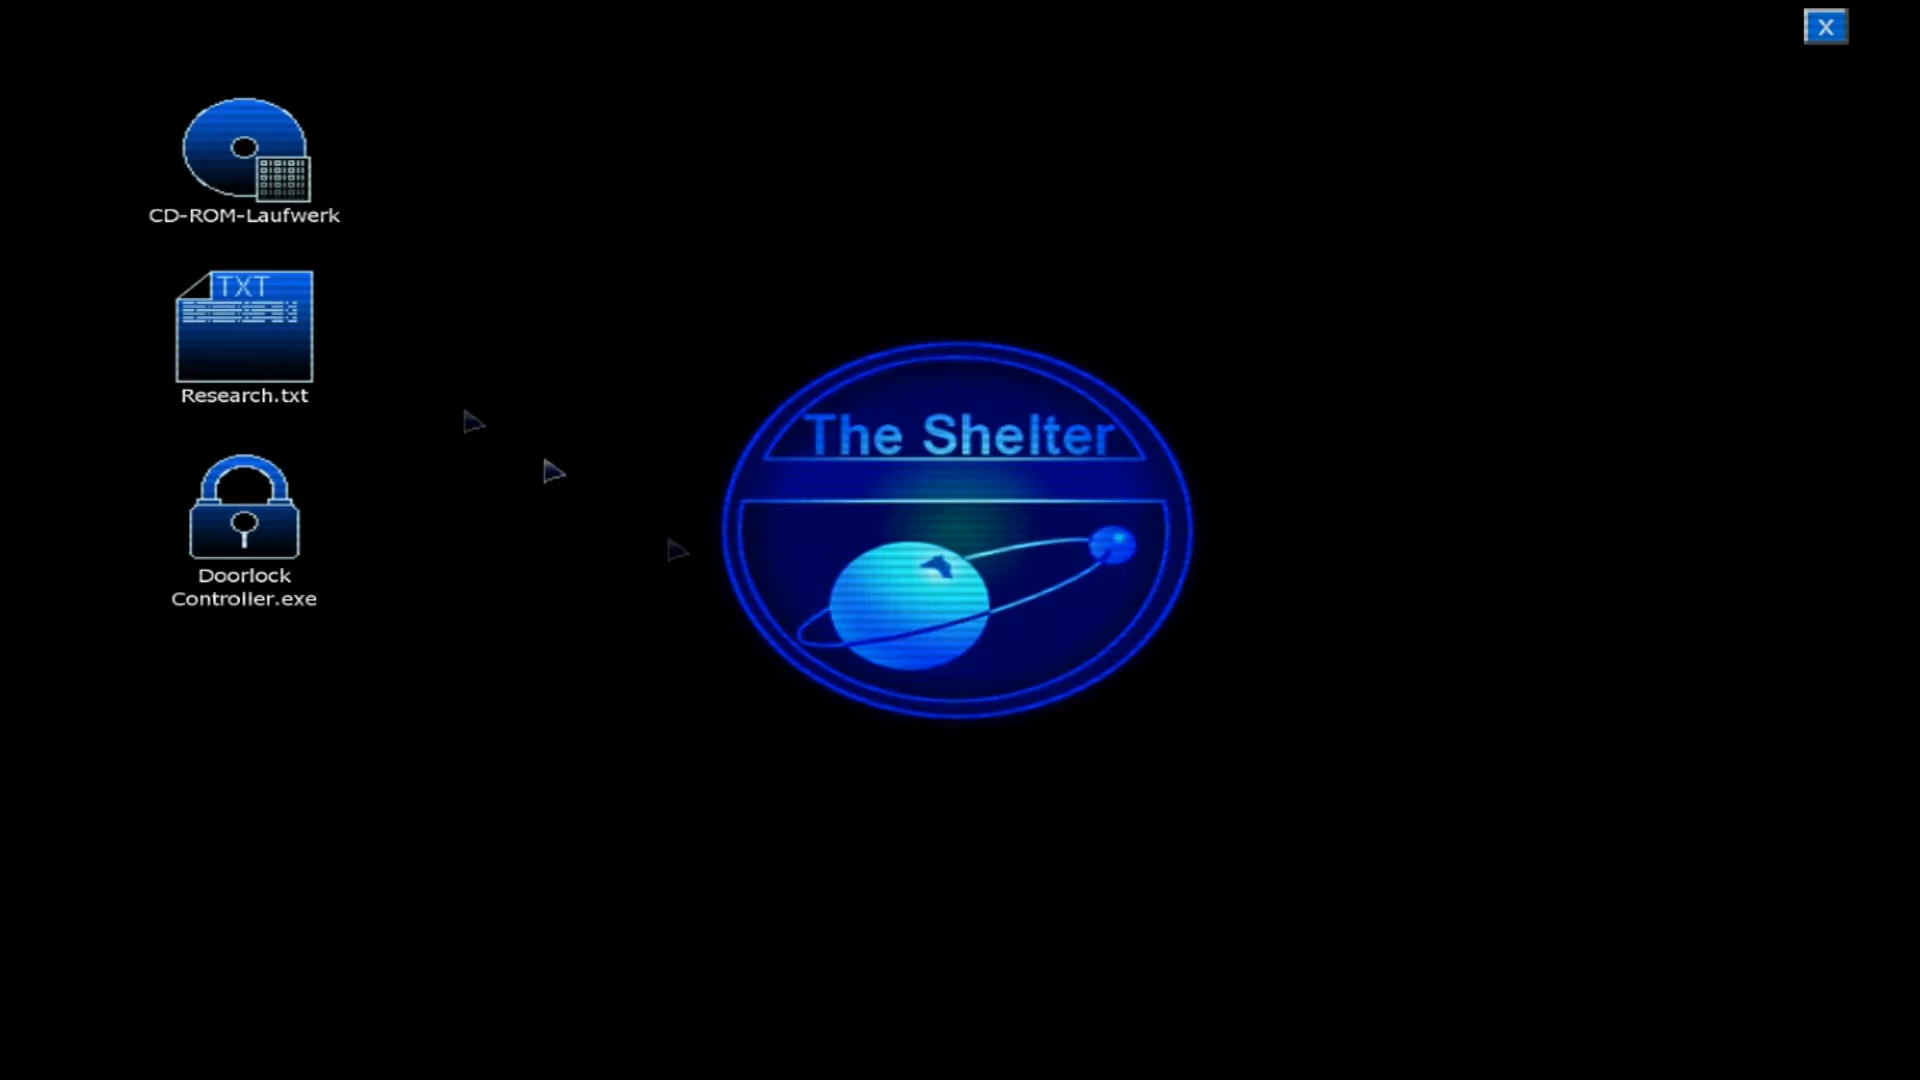 X
CD-ROM-Laufwerk
TXT
Research.txt
Doorlock
Controller.exe
The Shelter